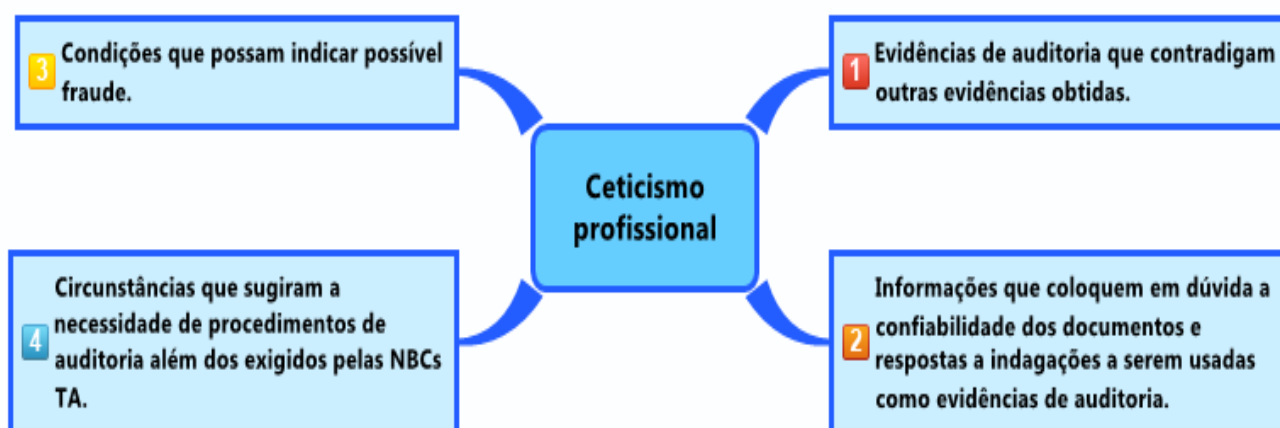 Ceticismo
profissional
1
Evidências de auditoria que contradigam
outras evidências obtidas.
2
Informações que coloquem em dúvida a
confiabilidade dos documentos e
respostas a indagações a serem usadas
como evidências de auditoria.
3
Condições que possam indicar possível
fraude.
4
Circunstâncias que sugiram a
necessidade de procedimentos de
auditoria além dos exigidos pelas NBCs
TA.